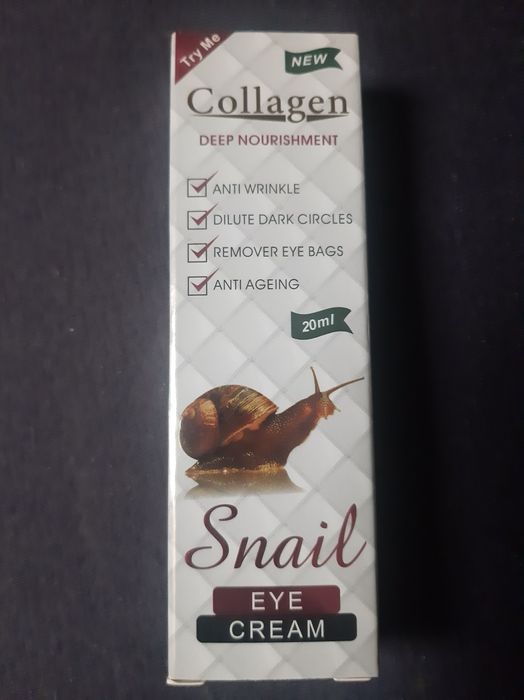 Try Me
NEW
Collagen
DEEP NOURISHMENT
ANTI WRINKLE
DILUTE DARK CIRCLES
REMOVER EYE BAGS
ANTI AGEING
20ml
Snail
EYE
CREAM